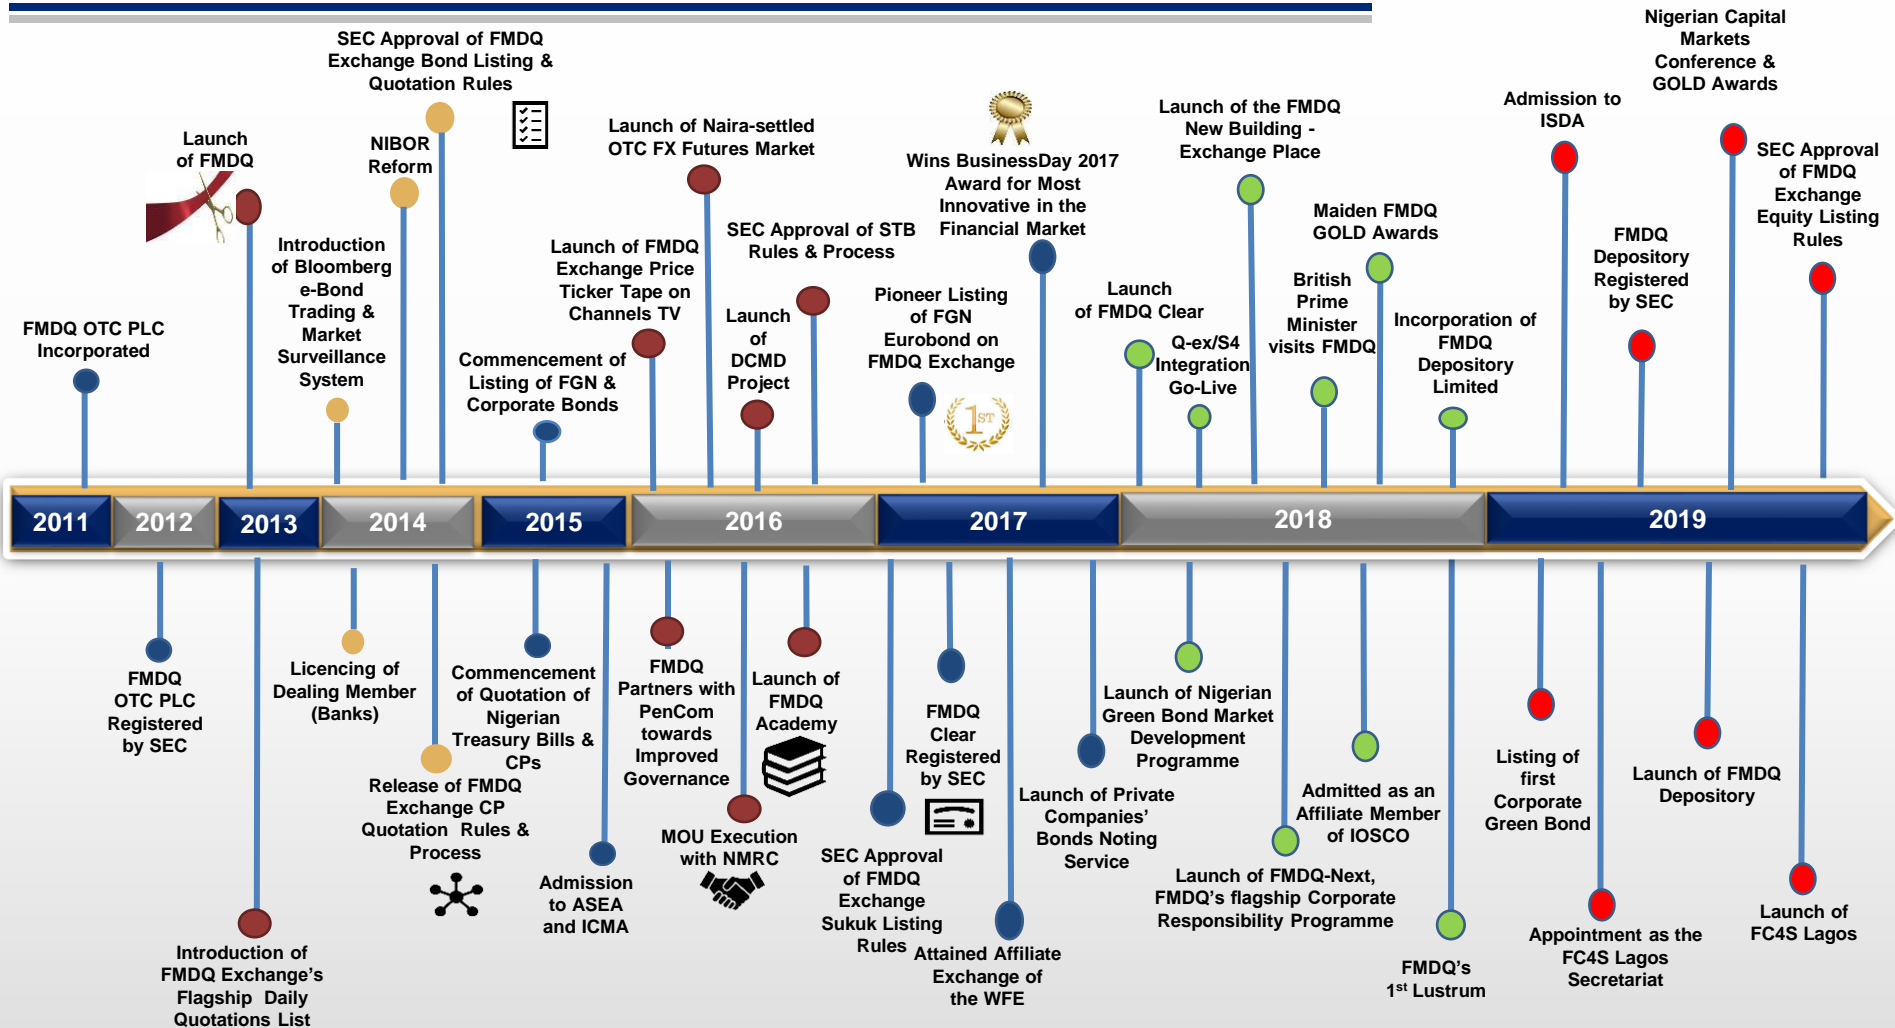 Nigerian Capital
Markets
Conference &
GOLD Awards
SEC Approval of FMDQ
Exchange Bond Listing &
Quotation Rules
Launch
of FMDQ
NIBOR
Reform
Launch of Naira-settled
OTC FX Futures Market
Wins BusinessDay 2017
Award for Most
Innovative in the
Financial Market
Launch of the FMDQ
New Building -
Exchange Place
Admission to
ISDA
SEC Approval
of FMDQ
Exchange
Equity Listing
Rules
FMDQ OTC PLC
Incorporated
Introduction
of Bloomberg
e-Bond
Trading &
Market
Surveillance
System
Commencement of
Listing of FGN &
Corporate Bonds
Launch of FMDQ
Exchange Price
Ticker Tape on
Channels TV
Launch
of
DCMD
Project
SEC Approval of STB
Rules & Process
Pioneer Listing
of FGN
Eurobond on
FMDQ Exchange
1ST
Launch
of FMDQ Clear
Q-ex/S4
Integration
Go-Live
British
Prime
Minister
visits FMDQ
Maiden FMDQ
GOLD Awards
Incorporation of
FMDQ
Depository
Limited
FMDQ
Depository
Registered
by SEC
2011
2012
2013
2014
2015
2016
2017
2018
2019
FMDQ
OTC PLC
Registered
by SEC
Introduction of
FMDQ Exchange's
Flagship Daily
Quotations List
Licencing of
Dealing Member
(Banks)
Release of FMDQ
Exchange CP
Quotation Rules &
Process
Commencement
of Quotation of
Nigerian
Treasury Bills &
CPs
Admission
to ASEA
and ICMA
FMDQ
Partners with
PenCom
towards
Improved
Governance
MOU Execution
with NMRC
Launch of
FMDQ
Academy
SEC Approval
of FMDQ
Exchange
Sukuk Listing
Rules
FMDQ
Clear
Registered
by SEC
Attained Affiliate
Exchange of
the WFE
Launch of Private
Companies'
Bonds Noting
Service
Launch of Nigerian
Green Bond Market
Development
Programme
Launch of FMDQ-Next,
FMDQ's flagship Corporate
Responsibility Programme
Admitted as an
Affiliate Member
of IOSCO
FMDQ's
1st Lustrum
Listing of
first
Corporate
Green Bond
Appointment as the
FC4S Lagos
Secretariat
Launch of FMDQ
Depository
Launch of
FC4S Lagos